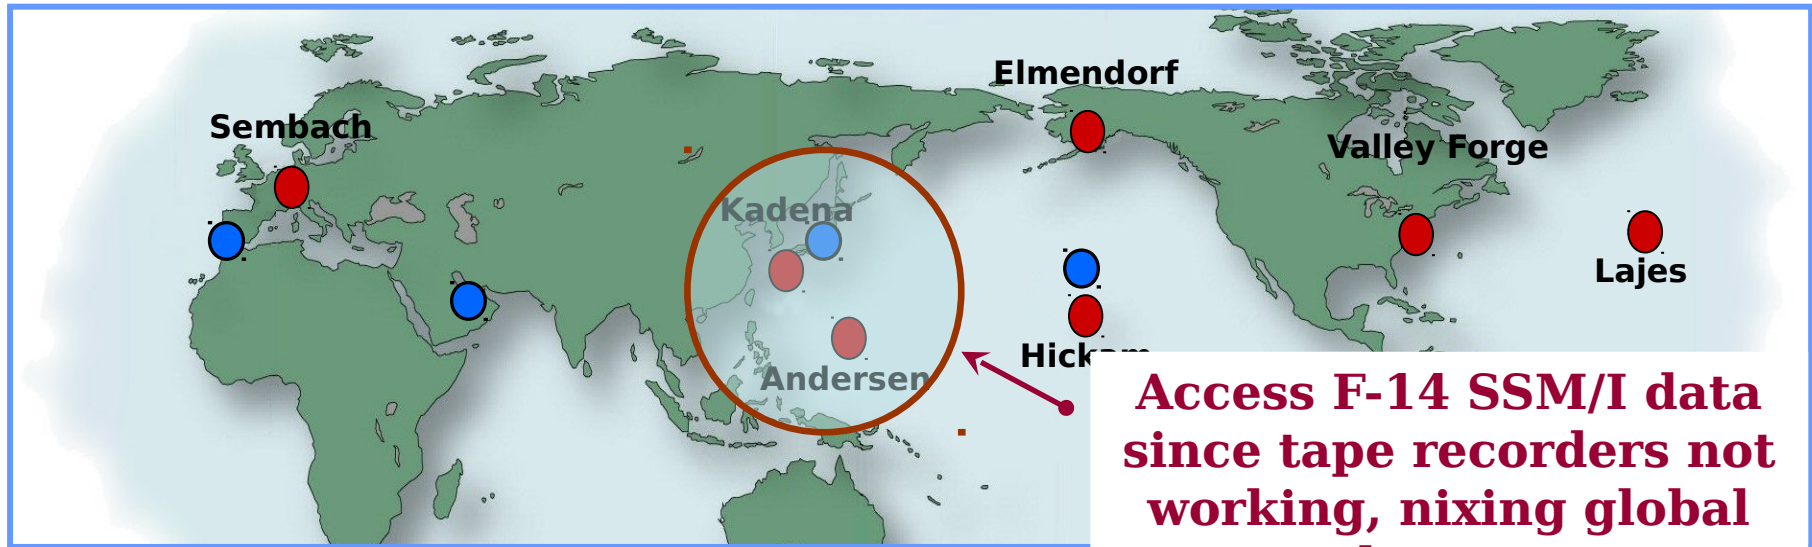 Elmendorf
Sembach
Valley Forge
Kadena
Lajes
Andersen
Access F-14 SSM/I data
since tape recorders not
working, nixing global